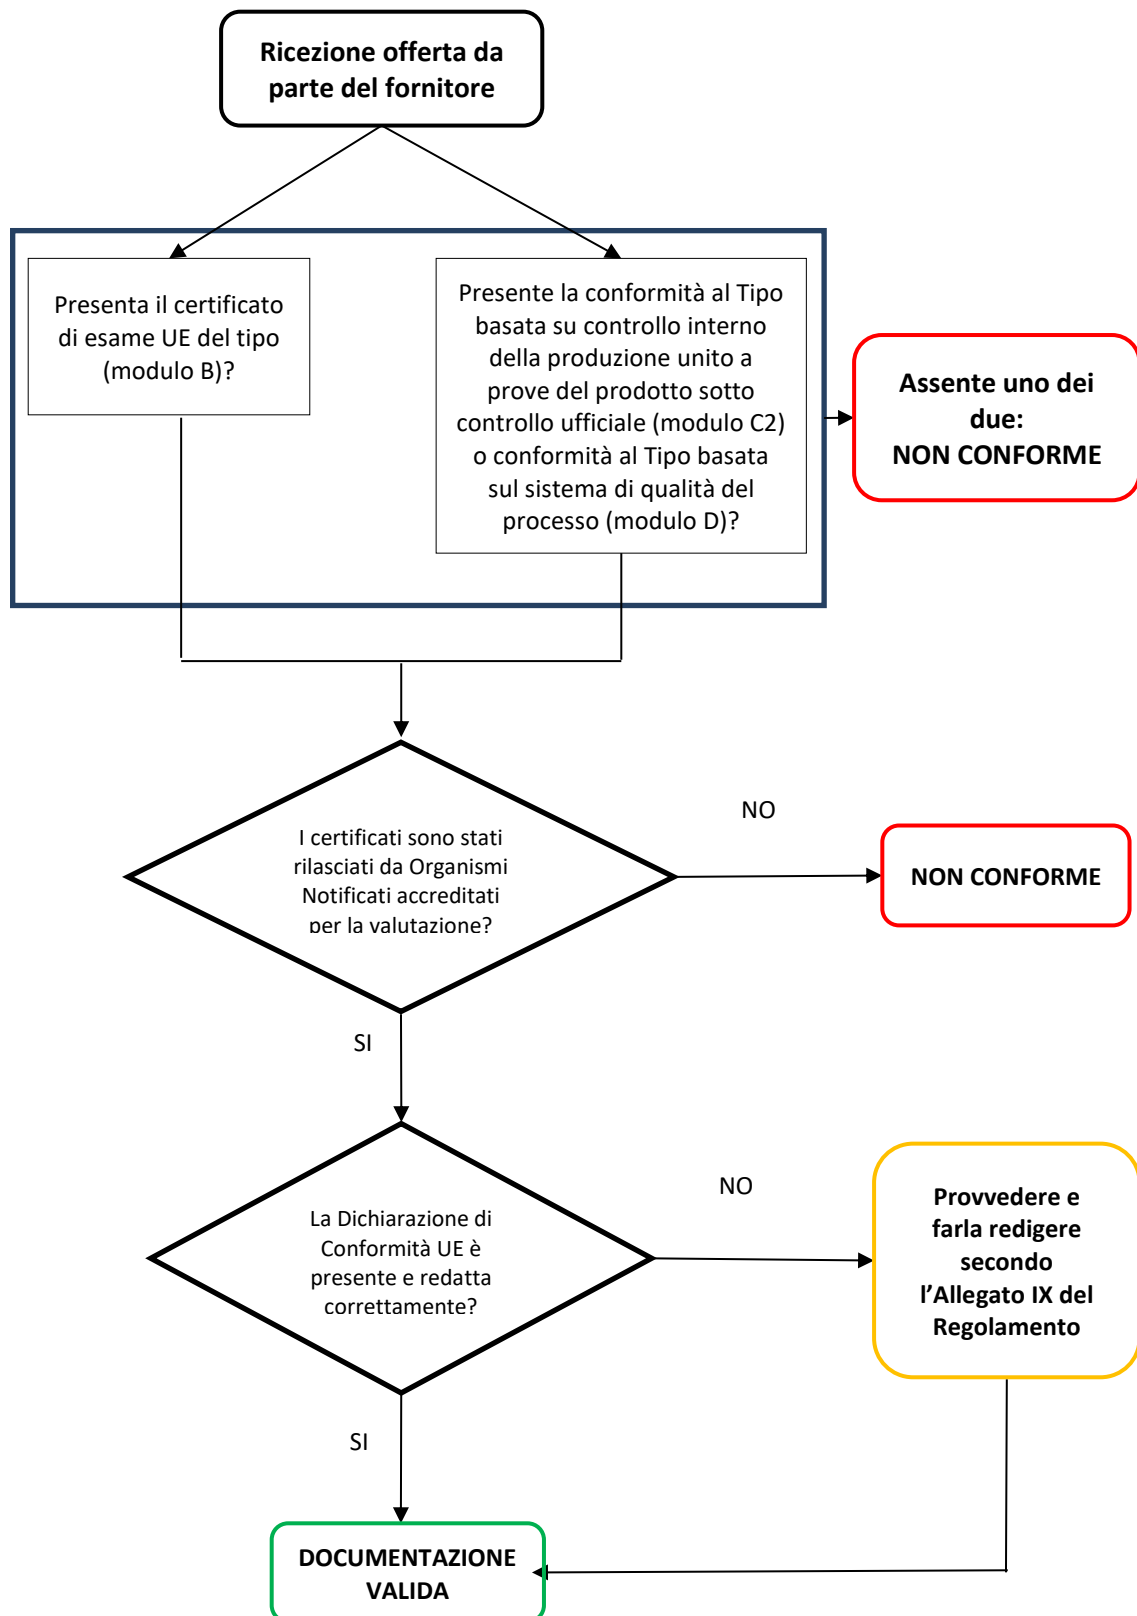 Ricezione offerta da
parte del fornitore
Presenta il certificato
di esame UE del tipo
(modulo B)?
Presente la conformità al Tipo
basata su controllo interno
della produzione unito a
prove del prodotto sotto
controllo ufficiale (modulo C2)
o conformità al Tipo basata
sul sistema di qualità del
processo (modulo D)?
Assente uno dei
due:
NON CONFORME
I certificati sono stati
rilasciati da Organismi
Notificati accreditati
per la valutazione?
NO
NON CONFORME
SI
La Dichiarazione di
Conformità UE è
presente e redatta
correttamente?
NO
Provvedere e
farla redigere
secondo
l’Allegato IX del
Regolamento
SI
DOCUMENTAZIONE
VALIDA